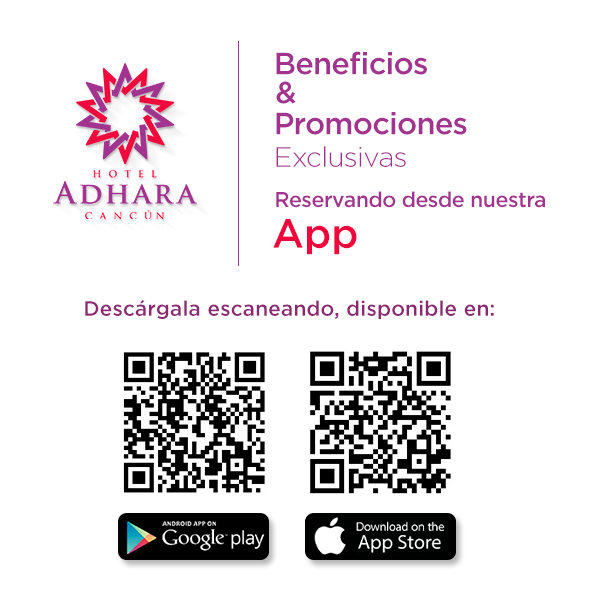 HOTEL
ADHARA
CANCÚN
Beneficios
&
Promociones
Exclusivas
Reservando desde nuestra
App
Descárgala escaneando, disponible en:
ANDROID APP ON
Google play
Download on the
App Store